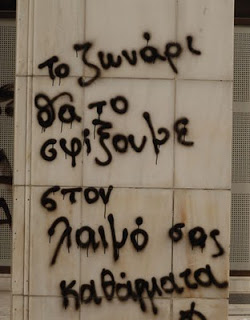 το ζωνάρι
θα το
σφίξουμε
στον
λαιμό σας
καθάρματα